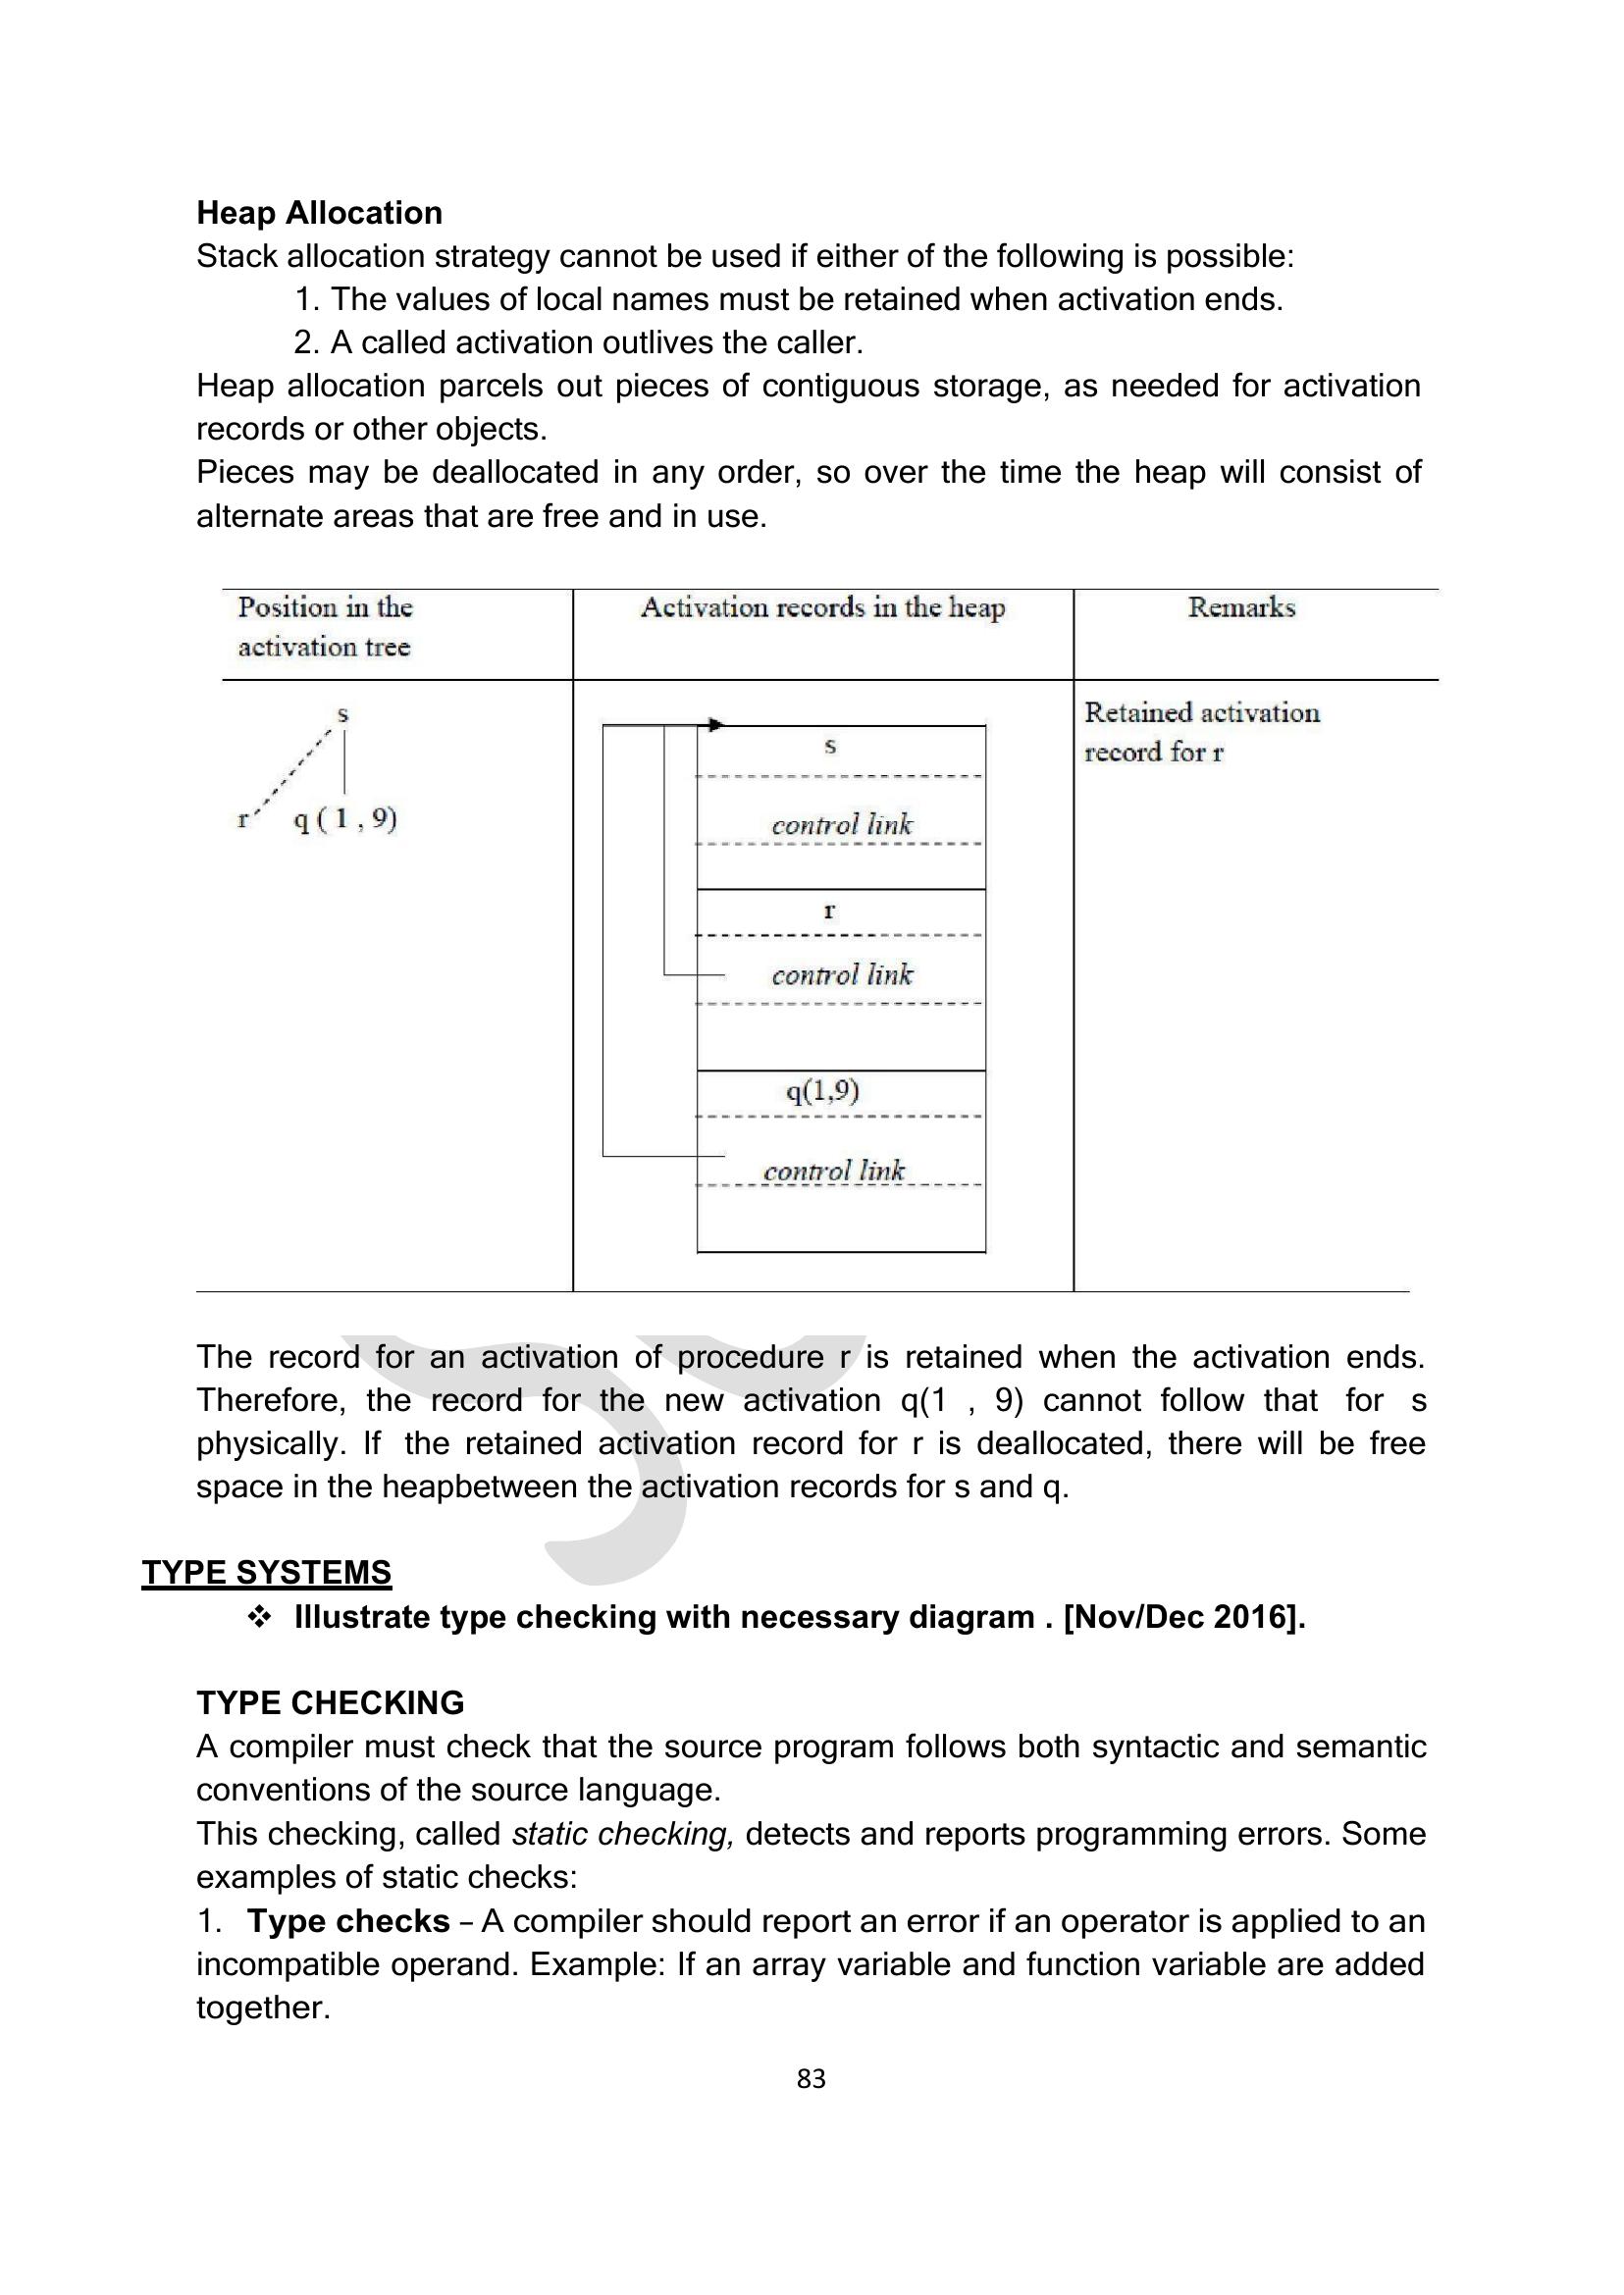 Heap Allocation
Stack allocation strategy cannot be used if either of the following is possible:
1. The values of local names must be retained when activation ends.
2. A called activation outlives the caller.
Heap allocation parcels out pieces of contiguous storage, as needed for activation
records or other objects.
Pieces may be deallocated in any order, so over the time the heap will consist of
alternate areas that are free and in use.
Position in the
activation tree
Activation records in the heap
Remarks
s
r q ( 1 , 9)
s
control link
r
control link
q(1,9)
control link
Retained activation
record for r
The record for an activation of procedure r is retained when the activation ends.
Therefore, the record for the new activation q(1 , 9) cannot follow that for s
physically. If the retained activation record for r is deallocated, there will be free
space in the heapbetween the activation records for s and q.
TYPE SYSTEMS
❖ Illustrate type checking with necessary diagram . [Nov/Dec 2016].
TYPE CHECKING
A compiler must check that the source program follows both syntactic and semantic
conventions of the source language.
This checking, called static checking, detects and reports programming errors. Some
examples of static checks:
1. Type checks – A compiler should report an error if an operator is applied to an
incompatible operand. Example: If an array variable and function variable are added
together.
83